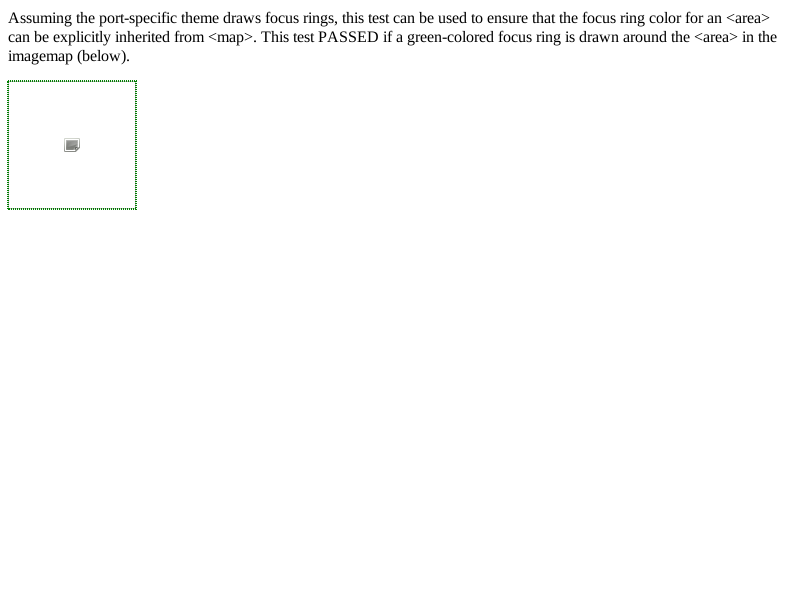 Assuming the port-specific theme draws focus rings, this test can be used to ensure that the focus ring color for an <area>
can be explicitly inherited from <map>. This test PASSED if a green-colored focus ring is drawn around the <area> in the
imagemap (below).